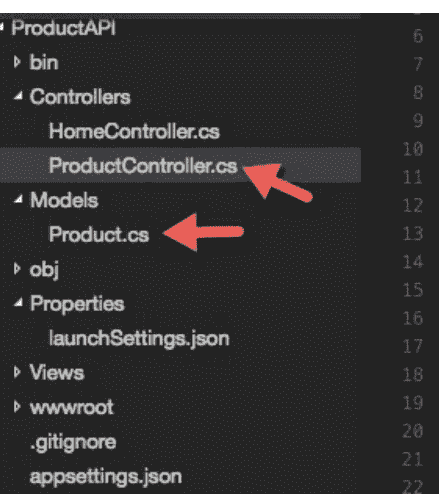 ProductAPI
bin
Controllers
HomeController.cs
ProductController.cs
Models
Product.cs
obj
Properties
launchSettings.json
Views
wwwroot
.gitignore
appsettings.json
6
7
8
9
10
11
12
13
14
15
16
17
18
19
20
21
22